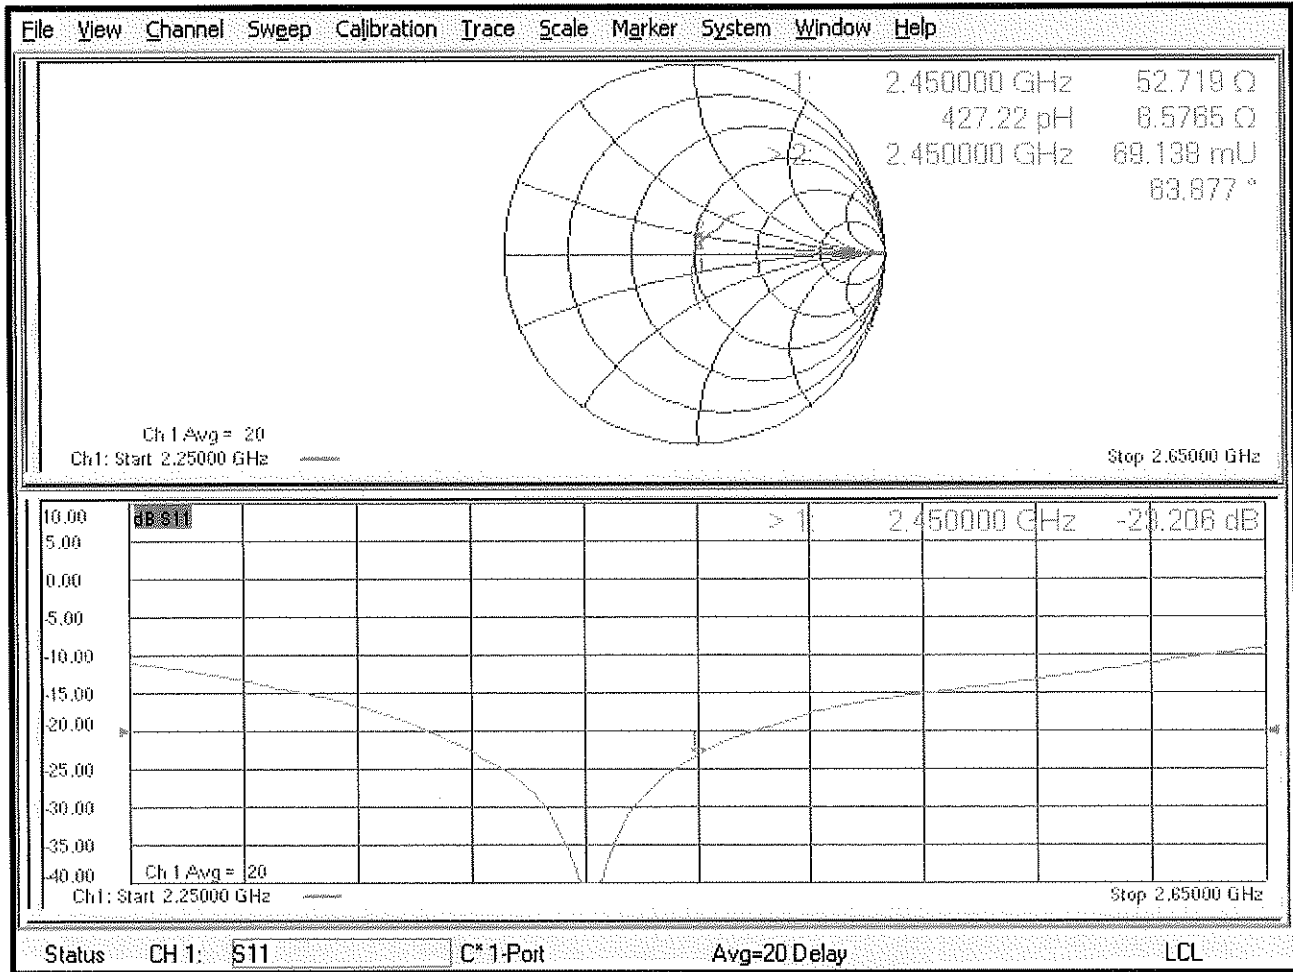 File View Channel Sweep Calibration Trace Scale Marker System Window Help
1: 2.450000 GHz 52.719 Ω
427.22 pH 6.5765 Ω
> 2: 2.450000 GHz 69.138 mU
63.877 °
Ch 1 Avg = 20
Ch1: Start 2.25000 GHz Stop 2.65000 GHz
10.00 dB S11 > 1: 2.450000 GHz -23.206 dB
5.00
0.00
-5.00
-10.00
-15.00
-20.00
-25.00
-30.00
-35.00
-40.00 Ch 1 Avg = 20
Ch1: Start 2.25000 GHz Stop 2.65000 GHz
Status CH 1: S11 C* 1-Port Avg=20 Delay LCL